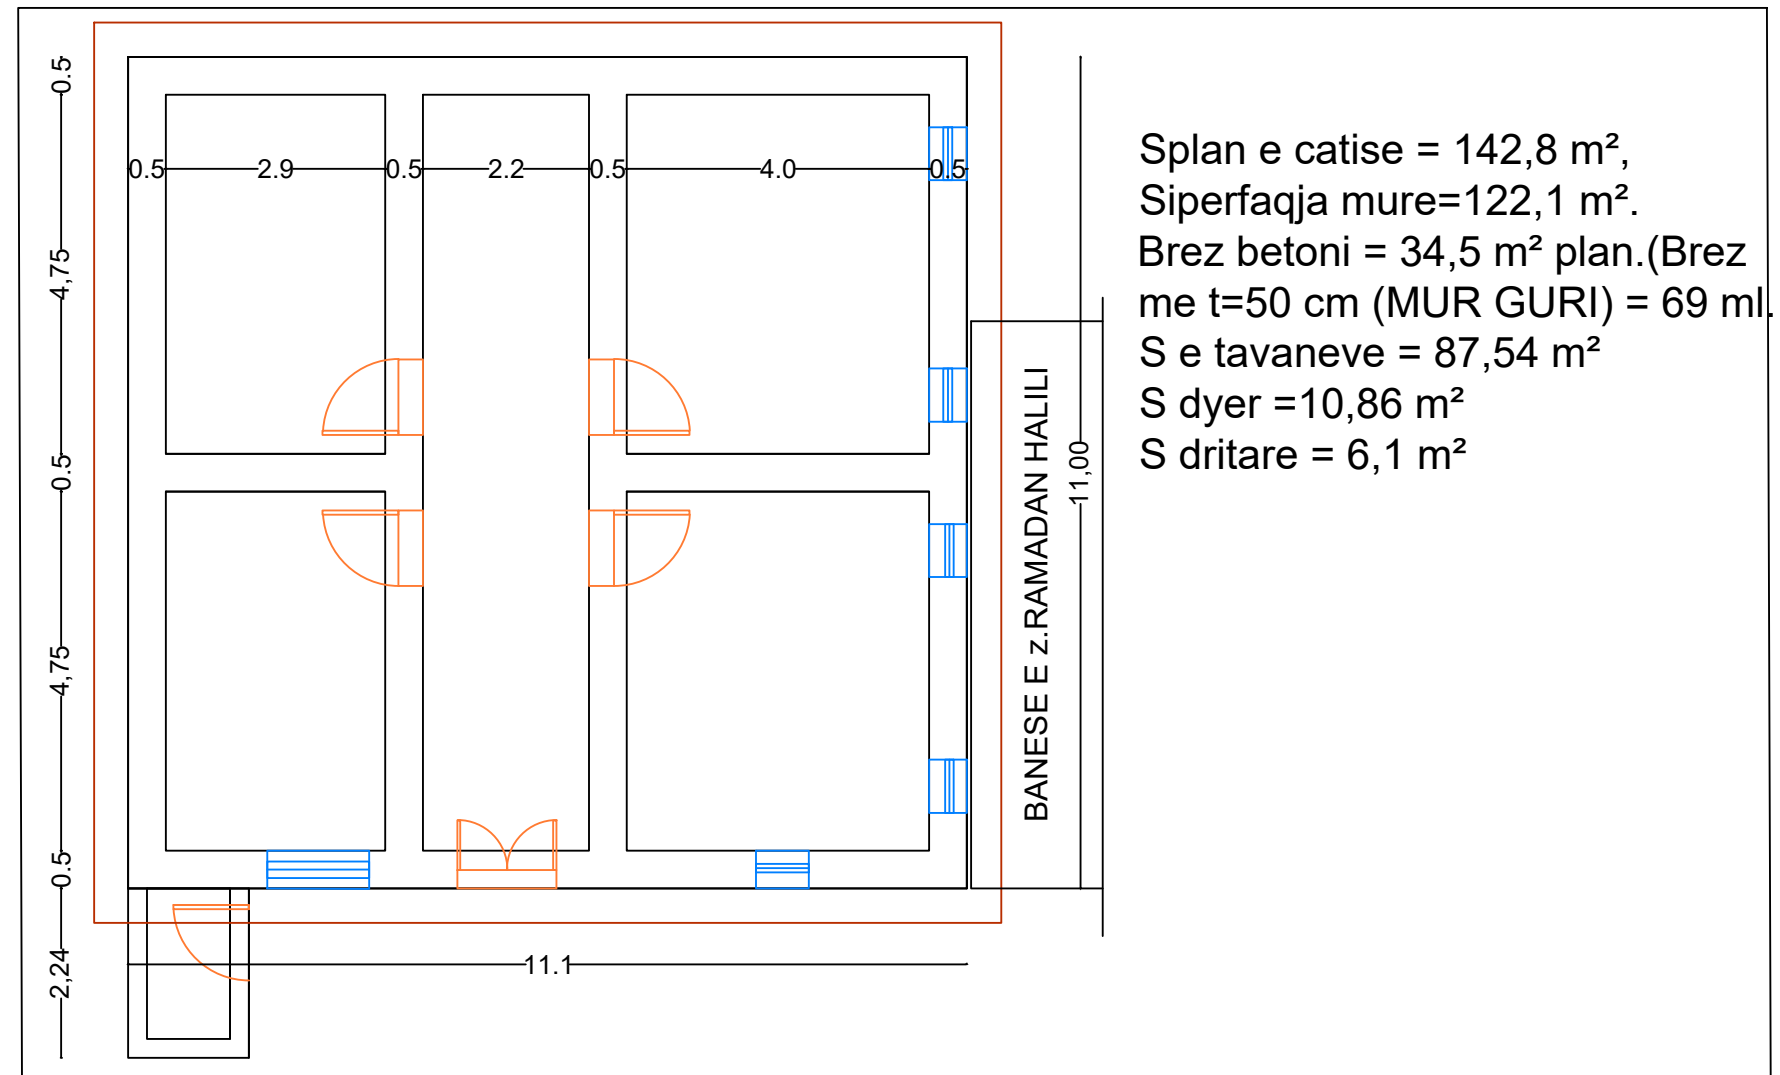 0.5
0.5
2.9
0.5
2.2
0.5
4.0
0.5
4,75
0.5
4,75
0.5
2,24
11.1
11,00
BANESE E z.RAMADAN HALILI
Splan e catise = 142,8 m²,
Siperfaqja mure=122,1 m².
Brez betoni = 34,5 m² plan.(Brez
me t=50 cm (MUR GURI) = 69 ml.
S e tavaneve = 87,54 m²
S dyer =10,86 m²
S dritare = 6,1 m²